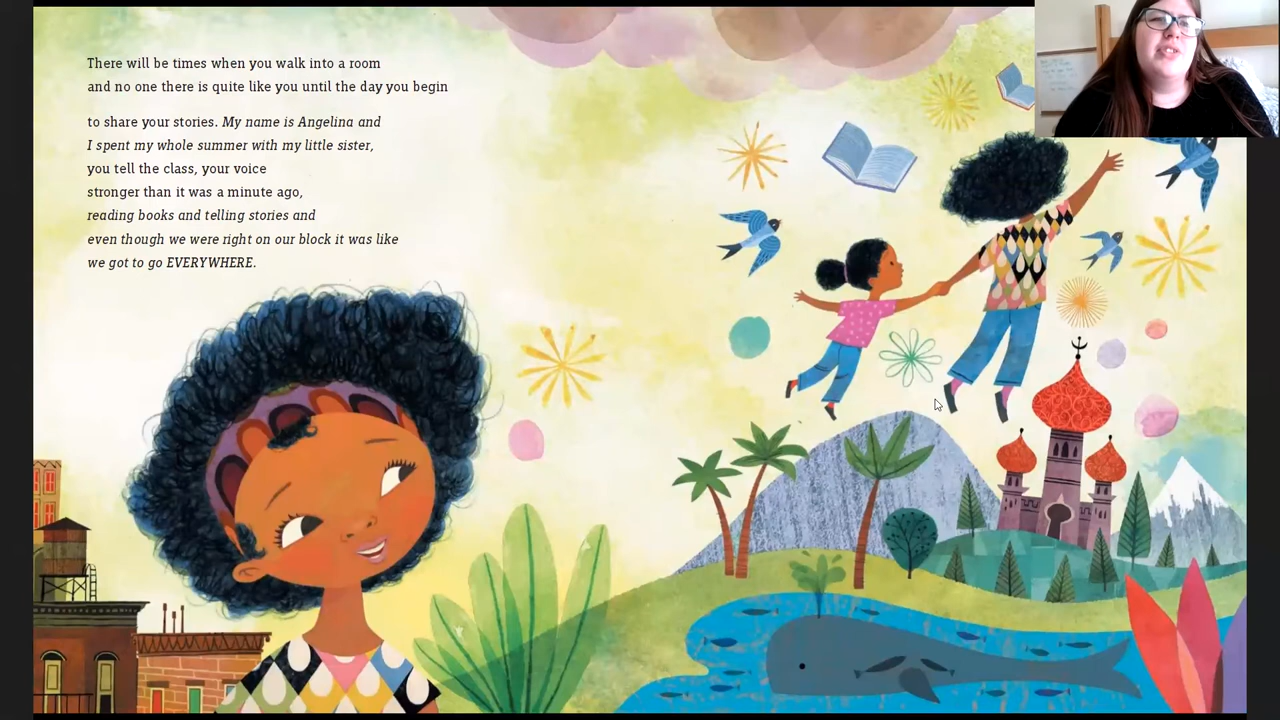 There will be times when you walk into a room
and no one there is quite like you until the day you begin
to share your stories. My name is Angelina and
I spent my whole summer with my little sister,
you tell the class, your voice
stronger than it was a minute ago,
reading books and telling stories and
even though we were right on our block it was like
we got to go EVERYWHERE.